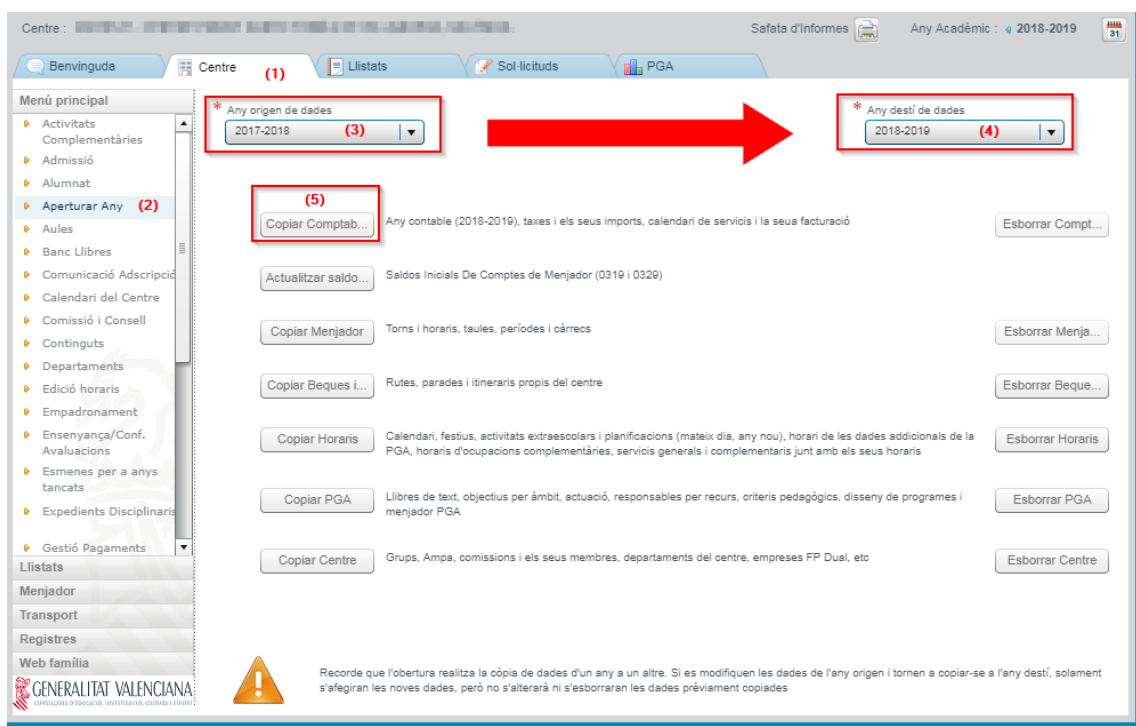 Centre :
Safata d'Informes
Any Acadèmic : 2018-2019
31
Benvinguda
Centre
(1)
Llistats
Sol·licituds
PGA
Menú principal
Activitats
Complementàries
Admissió
Alumnat
Aperturar Any (2)
Aules
Banc Llibres
Comunicació Adscripció
Calendari del Centre
Comissió i Consell
Continguts
Departaments
Edició horaris
Empadronament
Ensenyança/Conf.
Avaluacions
Esmenes per a anys
tancats
Expedients Disciplinaris
Gestió Pagaments
Llistats
Menjador
Transport
Registres
Web família
GENERALITAT VALENCIANA
CONSELLERIA D'EDUCACIÓ, INVESTIGACIÓ, CULTURA I ESPORT
* Any origen de dades
2017-2018 (3)
* Any destí de dades
2018-2019 (4)
(5)
Copiar Comptab... Any contable (2018-2019), taxes i els seus imports, calendari de servicis i la seua facturació Esborrar Compt...
Actualitzar saldo... Saldos Inicials De Comptes de Menjador (0319 i 0329)
Copiar Menjador Torns i horaris, taules, períodes i càrrecs Esborrar Menja...
Copiar Beques i... Rutes, parades i itineraris propis del centre Esborrar Beque...
Copiar Horaris Calendari, festius, activitats extraescolars i planificacions (mateix dia, any nou), horari de les dades addicionals de la Esborrar Horaris
PGA, horaris d'ocupacions complementàries, servicis generals i complementaris junt amb els seus horaris
Copiar PGA Llibres de text, objectius per àmbit, actuació, responsables per recurs, criteris pedagògics, disseny de programes i Esborrar PGA
menjador PGA
Copiar Centre Grups, Ampa, comissions i els seus membres, departaments del centre, empreses FP Dual, etc Esborrar Centre
Recorde que l'obertura realitza la còpia de dades d'un any a un altre. Si es modifiquen les dades de l'any origen i tornen a copiar-se a l'any destí, solament
s'afegiran les noves dades, però no s'alterarà ni s'esborraran les dades prèviament copiades